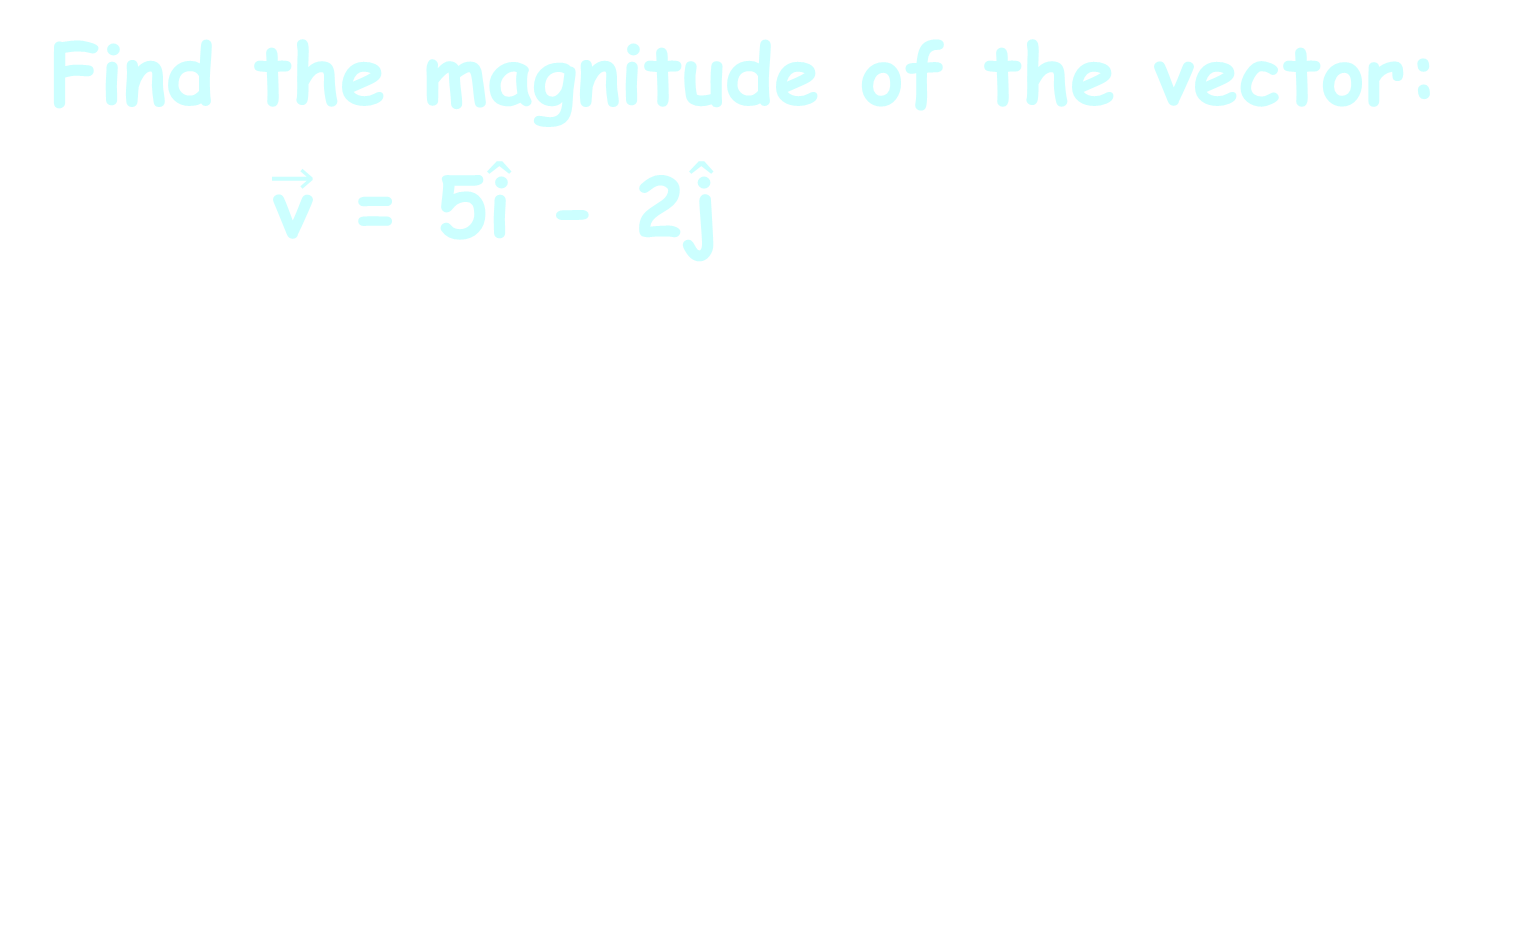 Find the magnitude of the vector:
v⃗ = 5î - 2ĵ